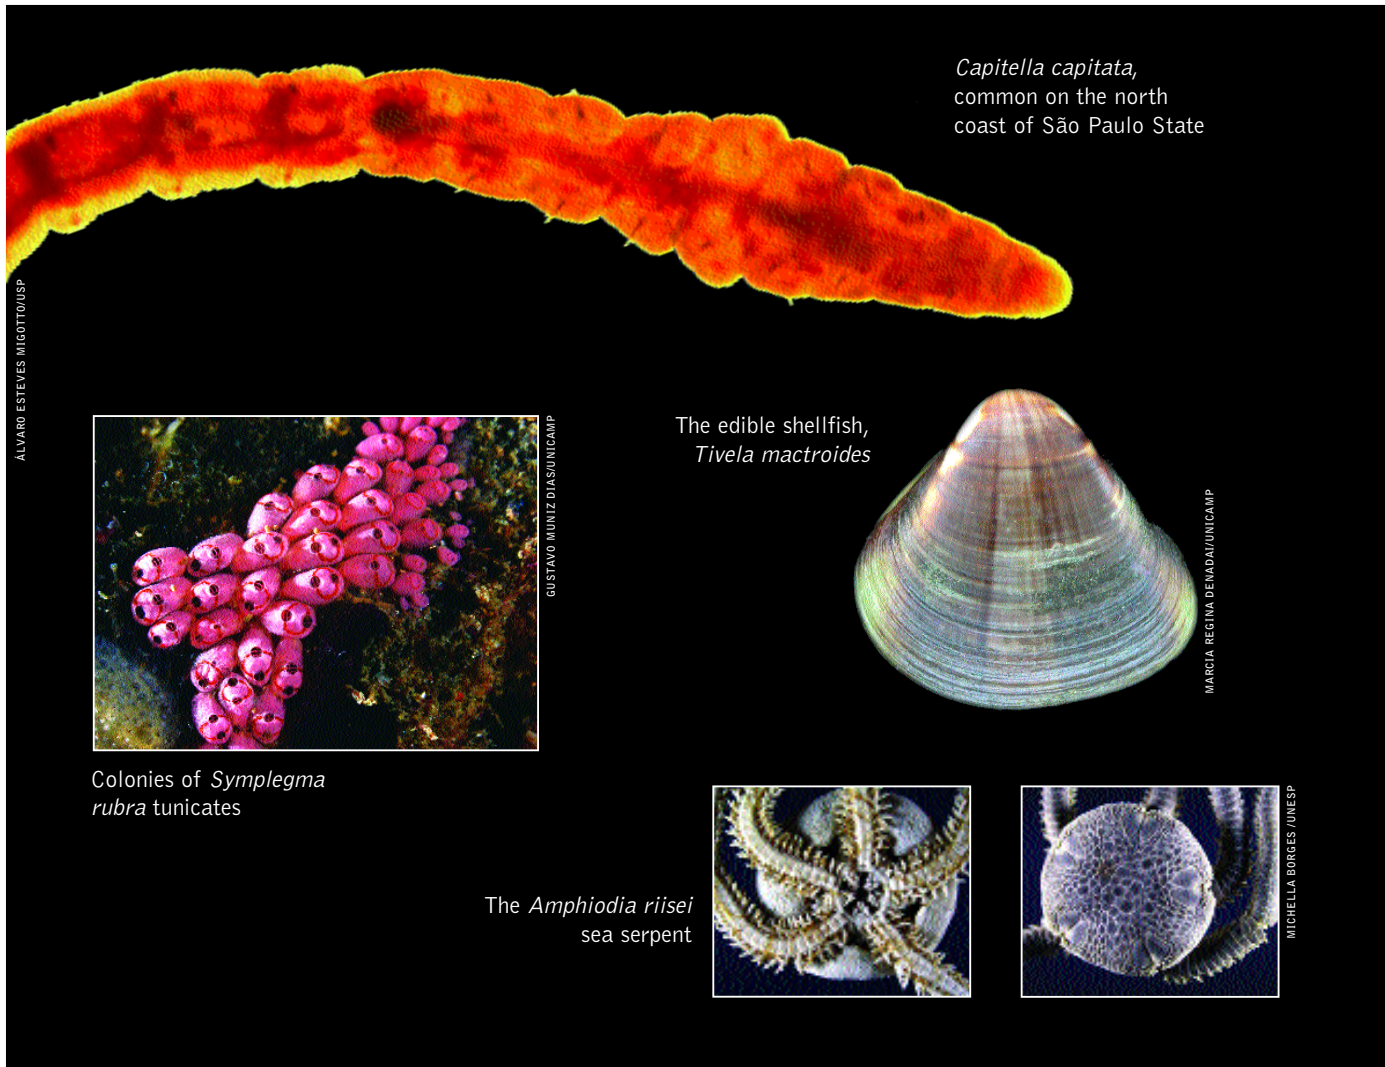 Capitella capitata,
common on the north
coast of São Paulo State
ÁLVARO ESTEVES MIGOTTO/USP
GUSTAVO MUNIZ DIAS/UNICAMP
The edible shellfish,
Tivela mactroides
MARCIA REGINA DENADAI/UNICAMP
Colonies of Symplegma
rubra tunicates
The Amphiodia riisei
sea serpent
MICHELLA BORGES /UNESP